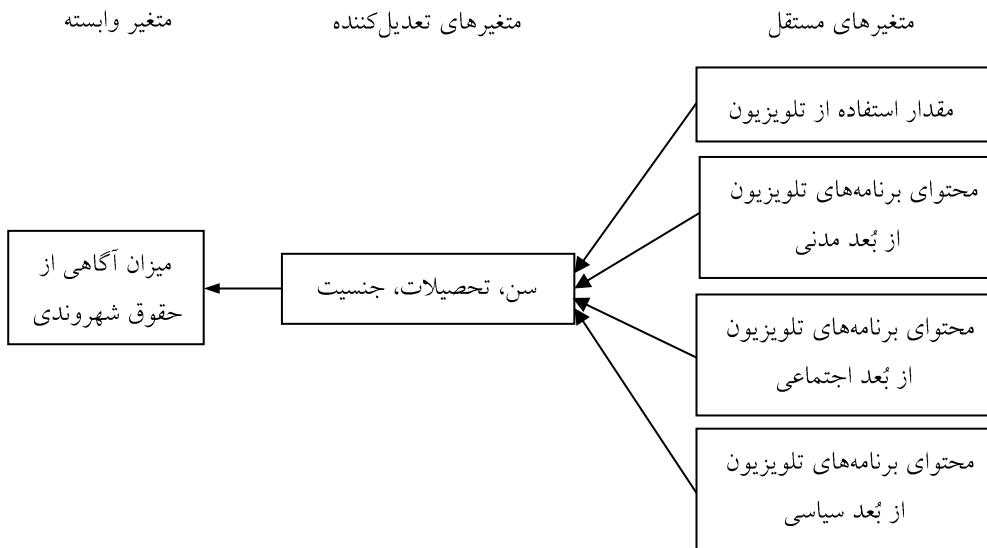 متغیرهای مستقل
متغیرهای تعدیل‌کننده
متغیر وابسته
مقدار استفاده از تلویزیون
محتوای برنامه‌های تلویزیون
از بُعد مدنی
محتوای برنامه‌های تلویزیون
از بُعد اجتماعی
محتوای برنامه‌های تلویزیون
از بُعد سیاسی
سن، تحصیلات، جنسیت
میزان آگاهی از
حقوق شهروندی